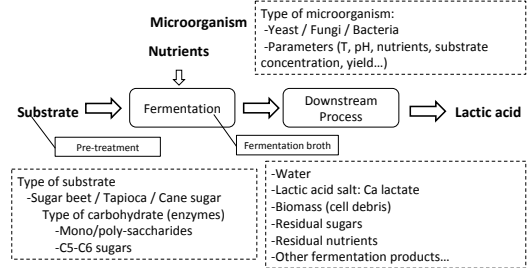 Microorganism
Nutrients
Type of microorganism:
-Yeast / Fungi / Bacteria
-Parameters (T, pH, nutrients, substrate
concentration, yield...)
Substrate
Fermentation
Downstream
Process
Lactic acid
Pre-treatment
Fermentation broth
Type of substrate
-Sugar beet / Tapioca / Cane sugar
Type of carbohydrate (enzymes)
-Mono/poly-saccharides
-C5-C6 sugars
-Water
-Lactic acid salt: Ca lactate
-Biomass (cell debris)
-Residual sugars
-Residual nutrients
-Other fermentation products...